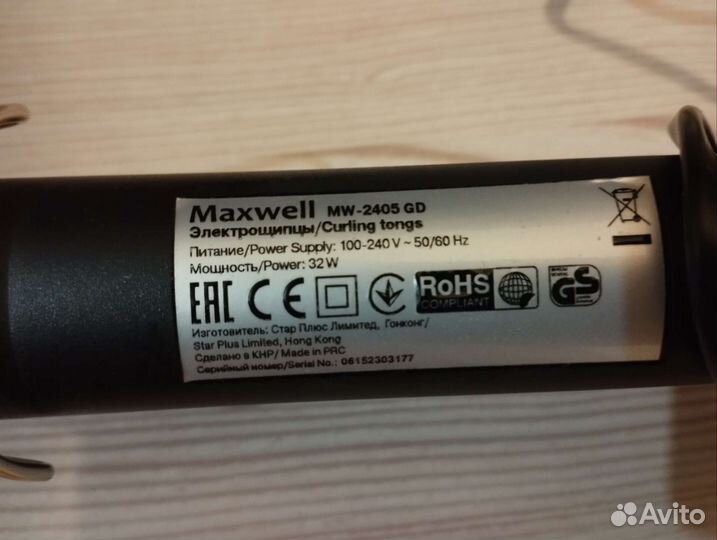 Maxwell MW-2405 GD
Электрощипцы/Curling tongs
Питание/Power Supply: 100-240 V ~ 50/60 Hz
Мощность/Power: 32 W
EAC CE RoHS
COMPLIANT
GS
Изготовитель: Стар Плюс Лимитед, Гонконг/
Star Plus Limited, Hong Kong
Сделано в КНР/ Made in PRC
Серийный номер/Serial No.: 06152303177
Avito